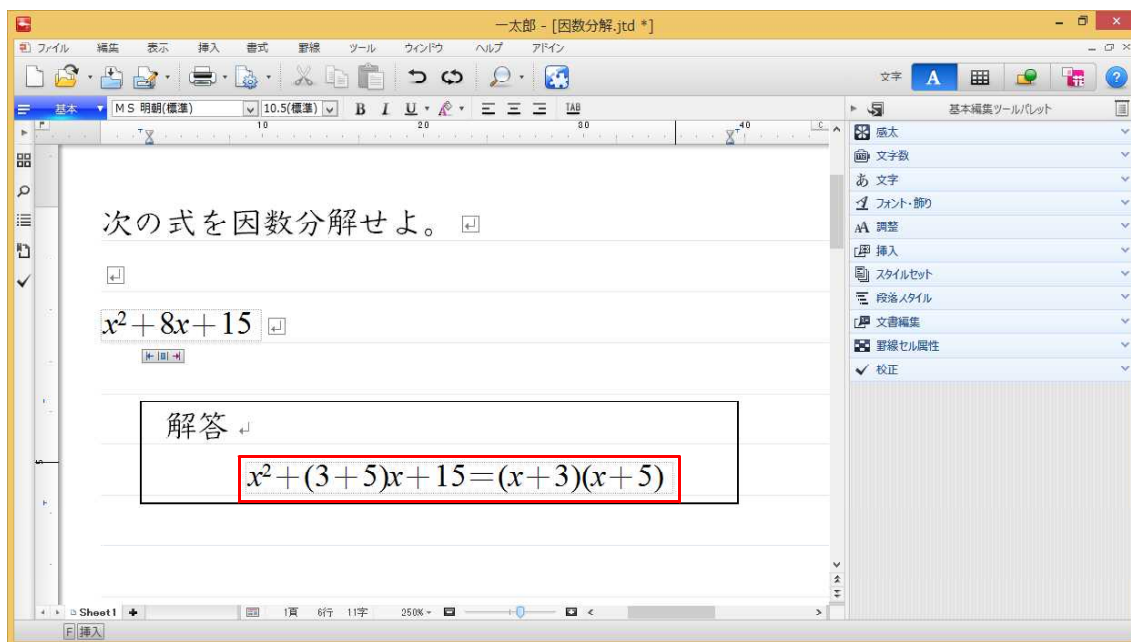 一太郎 - [因数分解.jtd *]
ファイル 編集 表示 挿入 書式 罫線 ツール ウィンドウ ヘルプ アドイン
文字 A ?
基本 MS 明朝(標準) 10.5(標準) B I U TAB 基本編集ツールパレット
10 20 30 40
感太
文字数
あ 文字
フォント・飾り
AA 調整
挿入
スタイルセット
段落スタイル
文書編集
罫線セル属性
校正
次の式を因数分解せよ。
x²+8x+15
解答
x²+(3+5)x+15=(x+3)(x+5)
Sheet1 1頁 6行 11字 250%
F 挿入